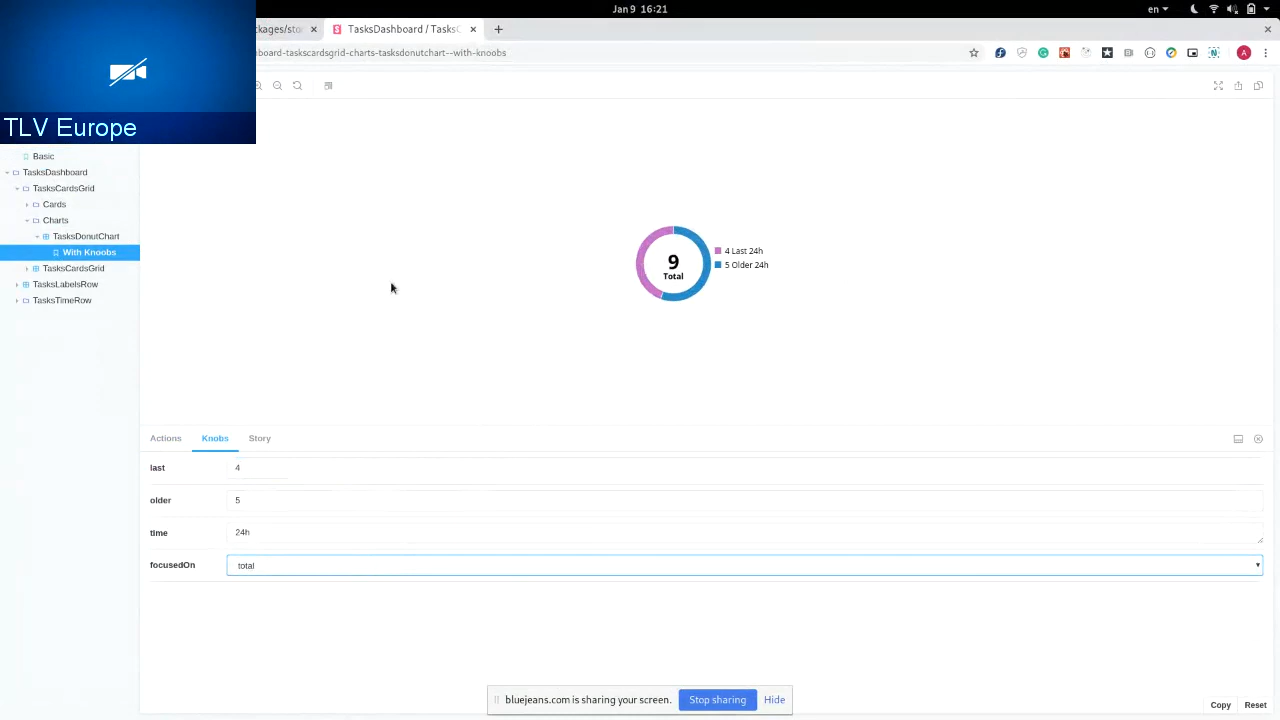 Jan 9 16:21
en
ckages/sto
TasksDashboard / TasksC
board-taskscardsgrid-charts-tasksdonutchart--with-knobs
A
TLV Europe
Basic
TasksDashboard
TasksCardsGrid
Cards
Charts
TasksDonutChart
With Knoobs
TasksCardsGrid
TasksLabelsRow
TasksTimeRow
9
Total
4 Last 24h
5 Older 24h
Actions
Knobs
Story
last
4
older
5
time
24h
focusedOn
total
bluejeans.com is sharing your screen.
Stop sharing
Hide
Copy
Reset